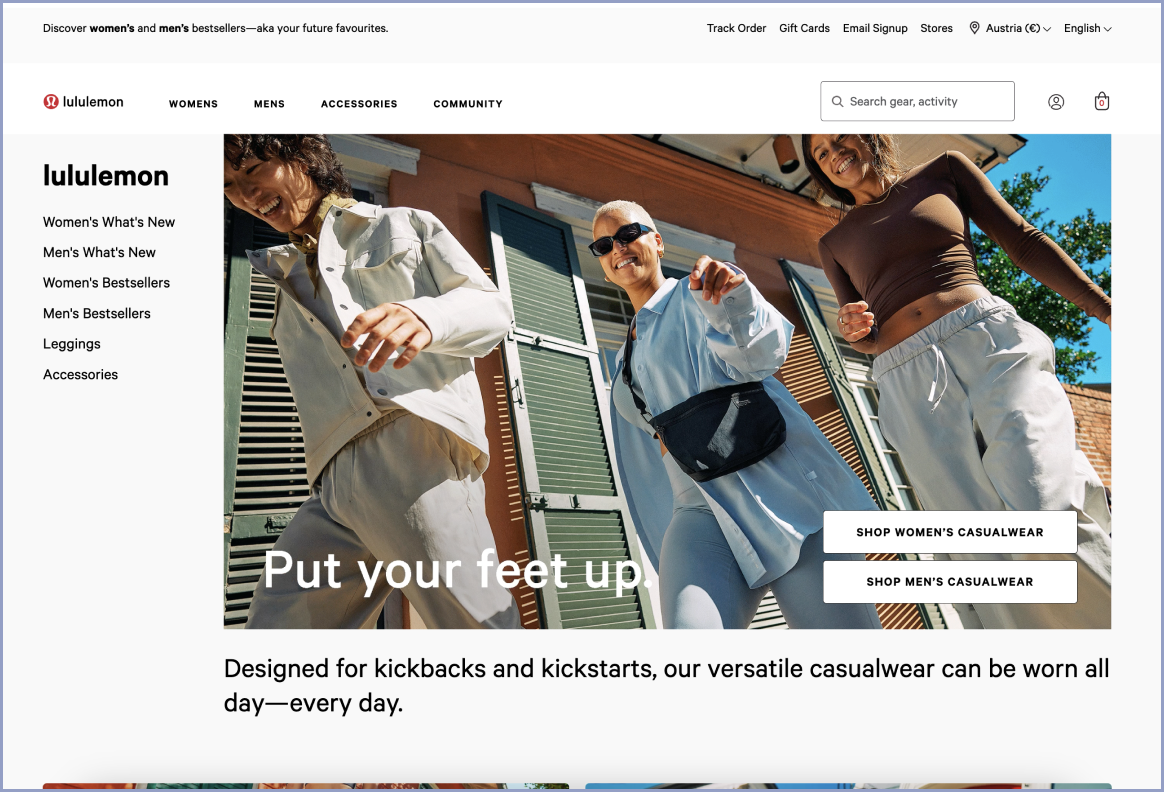 Discover women's and men's bestsellers—aka your future favourites.
Track Order Gift Cards Email Signup Stores Austria (€) English
lululemon WOMENS MENS ACCESSORIES COMMUNITY Search gear, activity 0
lululemon
Women's What's New
Men's What's New
Women's Bestsellers
Men's Bestsellers
Leggings
Accessories
SHOP WOMEN'S CASUALWEAR
Put your feet up.
SHOP MEN'S CASUALWEAR
Designed for kickbacks and kickstarts, our versatile casualwear can be worn all
day—every day.